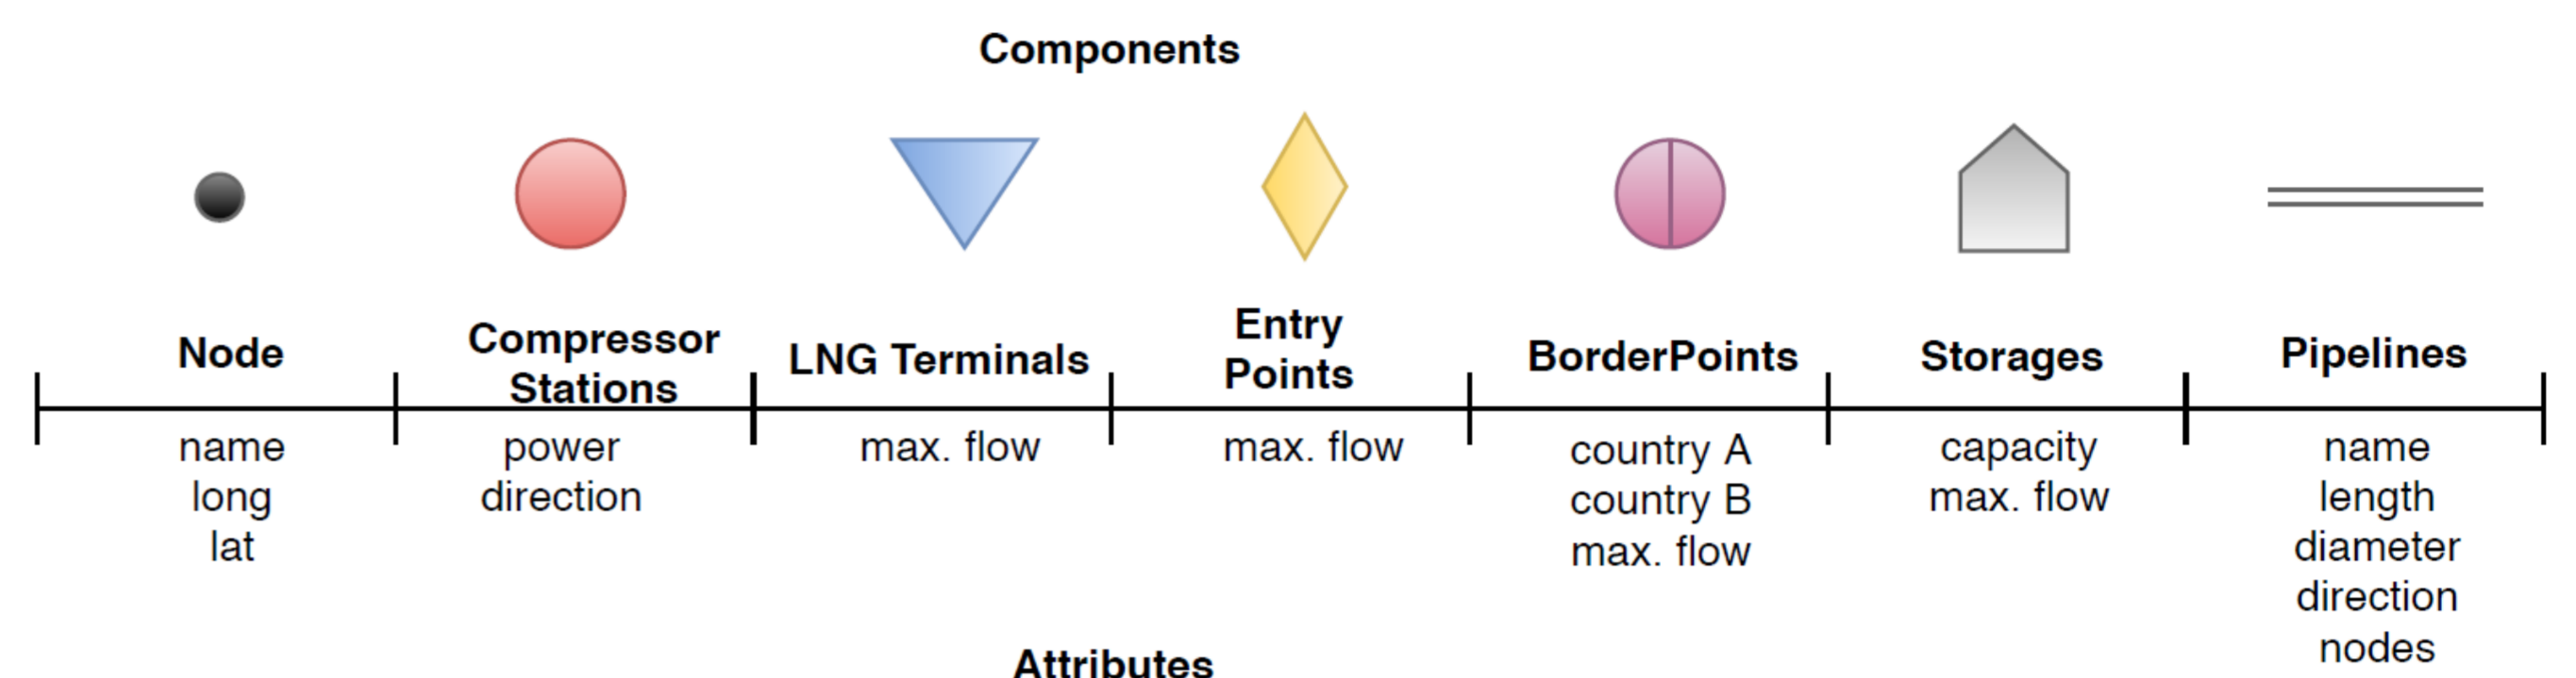 Components
Node
Compressor
Stations
LNG Terminals
Entry
Points
BorderPoints
Storages
Pipelines
name
long
lat
power
direction
max. flow
max. flow
country A
country B
max. flow
capacity
max. flow
name
length
diameter
direction
nodes
Attributes